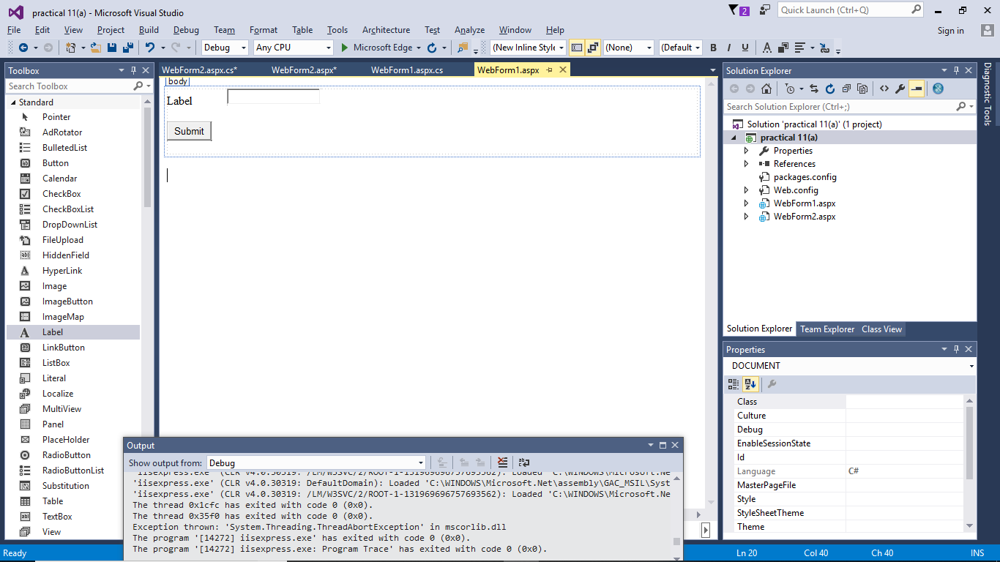 practical 11(a) - Microsoft Visual Studio
2
Quick Launch (Ctrl+Q)
File Edit View Project Build Debug Team Format Table Tools Architecture Test Analyze Window Help
Sign in
Debug Any CPU Microsoft Edge (New Inline Style (None) (Default B I U A
Toolbox
Search Toolbox
Standard
Pointer
AdRotator
BulletedList
Button
Calendar
CheckBox
CheckBoxList
DropDownList
FileUpload
HiddenField
HyperLink
Image
ImageButton
ImageMap
Label
LinkButton
ListBox
Literal
Localize
MultiView
Panel
PlaceHolder
RadioButton
RadioButtonList
Substitution
Table
TextBox
View
WebForm2.aspx.cs* WebForm2.aspx* WebForm1.aspx.cs WebForm1.aspx
body
Label
Submit
Output
Show output from: Debug
'iisexpress.exe' (CLR v4.0.30319: /LM/W3SVC/2/ROOT-1-131969696757693562): Loaded 'C:\WINDOWS\Microsoft.Ne
'iisexpress.exe' (CLR v4.0.30319: DefaultDomain): Loaded 'C:\WINDOWS\Microsoft.Net\assembly\GAC_MSIL\Syst
'iisexpress.exe' (CLR v4.0.30319: /LM/W3SVC/2/ROOT-1-131969696757693562): Loaded 'C:\WINDOWS\Microsoft.Ne
The thread 0x1cfc has exited with code 0 (0x0).
The thread 0x35f0 has exited with code 0 (0x0).
Exception thrown: 'System.Threading.ThreadAbortException' in mscorlib.dll
The program '[14272] iisexpress.exe' has exited with code 0 (0x0).
The program '[14272] iisexpress.exe: Program Trace' has exited with code 0 (0x0).
Solution Explorer
Search Solution Explorer (Ctrl+;)
Solution 'practical 11(a)' (1 project)
practical 11(a)
Properties
References
packages.config
Web.config
WebForm1.aspx
WebForm2.aspx
Solution Explorer Team Explorer Class View
Properties
DOCUMENT
Class
Culture
Debug
EnableSessionState
Id
Language C#
MasterPageFile
Style
StyleSheetTheme
Theme
Diagnostic Tools
Ready
Ln 20 Col 40 Ch 40 INS